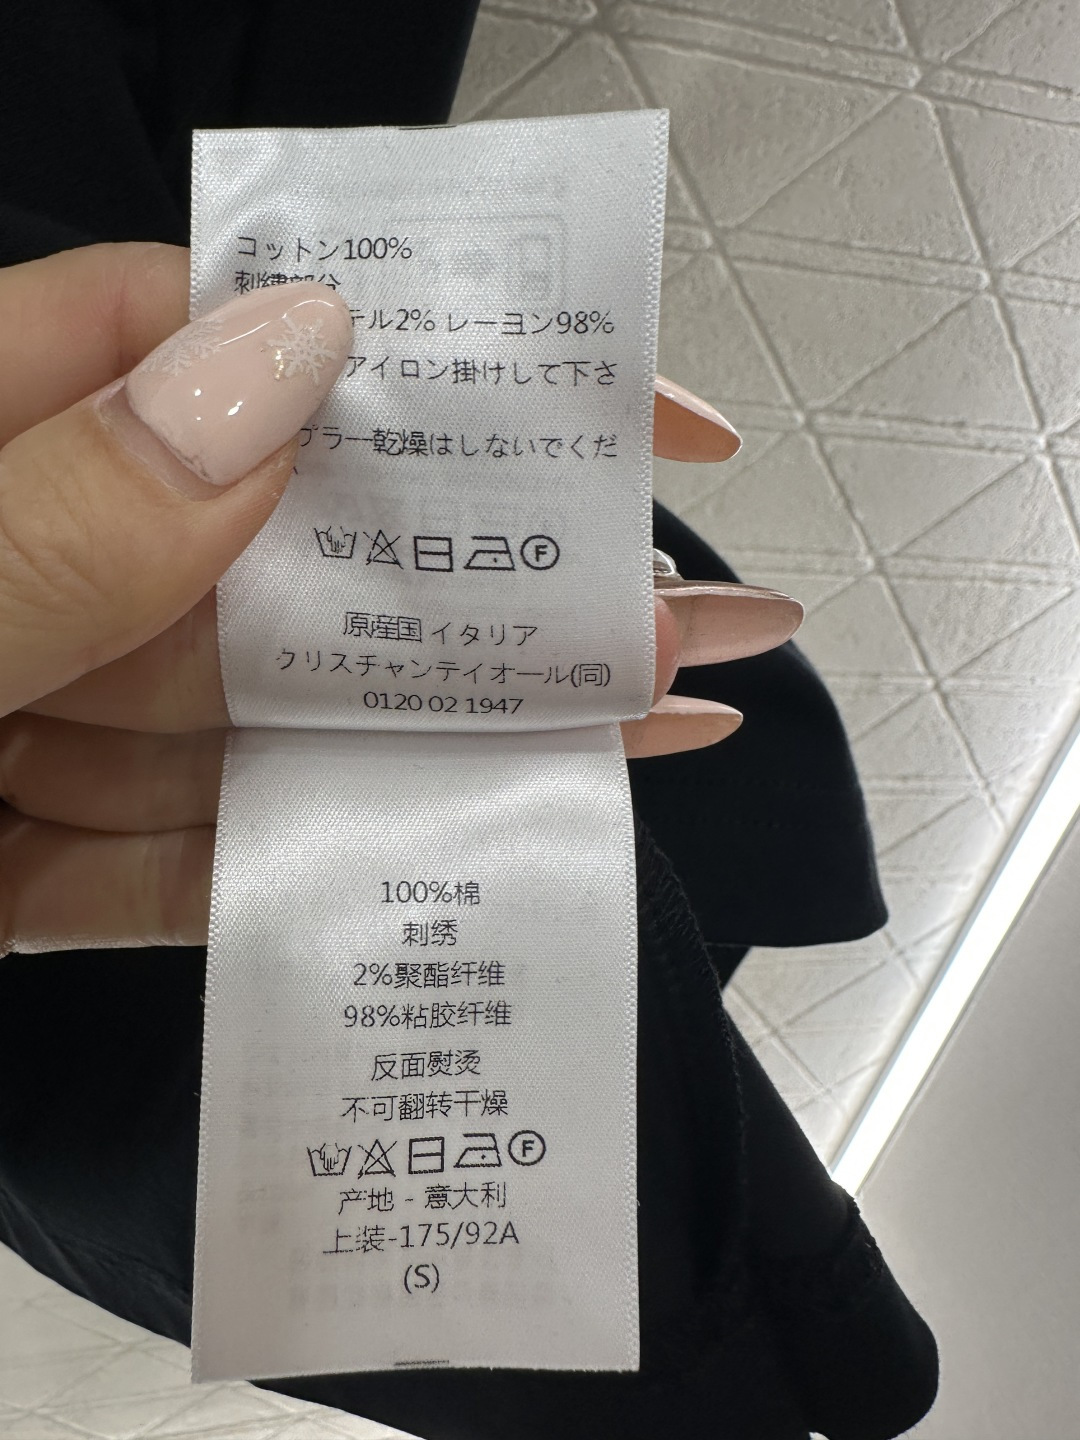 コットン100%
刺繍部分
テル2% レーヨン98%
アイロン掛けして下さ
プラー乾燥はしないでくだ
F
原産国 イタリア
クリスチャンディオール(同)
0120 02 1947
100%棉
刺绣
2%聚酯纤维
98%粘胶纤维
反面熨烫
不可翻转干燥
F
产地 - 意大利
上装-175/92A
(S)